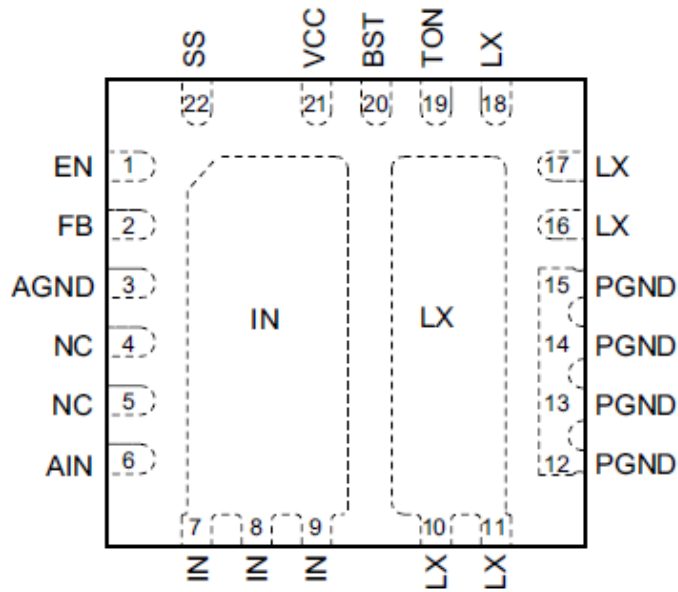 SS VCC BST TON LX
22 21 20 19 18
EN 1 17 LX
FB 2 16 LX
AGND 3 15 PGND
IN LX
NC 4 14 PGND
NC 5 13 PGND
AIN 6 12 PGND
7 8 9 10 11
IN IN IN LX LX